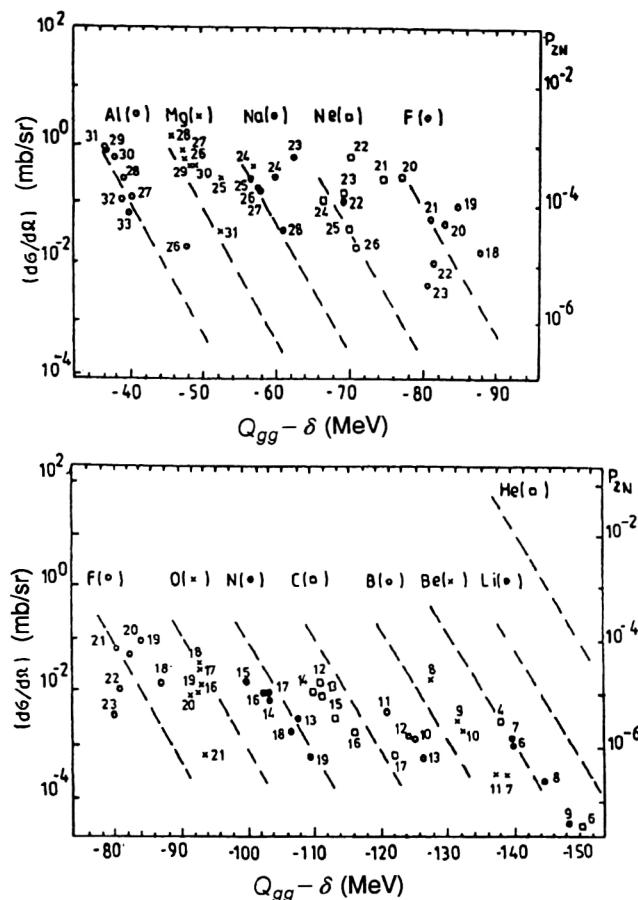 10²
P_ZN
10⁻²
Al(•) Mg(×) Na(•) Ne(□) F(•)
(dσ/dΩ) (mb/sr)
10⁰
31 29 30 28 32 33 27 26
28 27 26 29 30 25 31
24 25 26 27 24 23 28
22 23 22 24 25 26
21 20 21 19 20 22 23 18
10⁻⁴
10⁻²
10⁻⁶
10⁻⁴
-40 -50 -60 -70 -80 -90
Q_gg – δ (MeV)
10²
He(□)
P_ZN
10⁻²
10⁰
F(○) O(×) N(•) C(□) B(○) Be(×) Li(•)
(dσ/dΩ) (mb/sr)
10⁻⁴
21 20 19 22 23 18
18 17 19 16 20 21
15 16 17 14 13 18 19
14 12 13 15 16 17
11 12 10 13
8 9 10 11 7
4 7 6 8 9 6
10⁻²
10⁻⁶
10⁻⁴
-80 -90 -100 -110 -120 -130 -140 -150
Q_gg – δ (MeV)